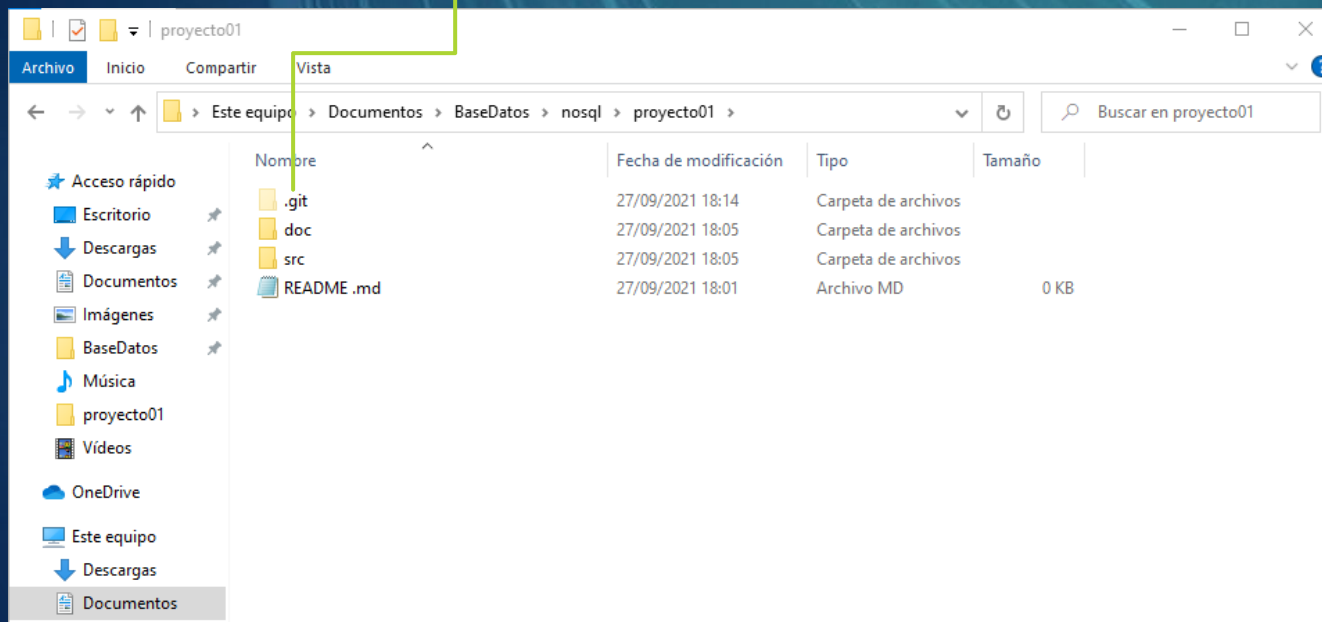 proyecto01
Archivo Inicio Compartir Vista
Este equipo > Documentos > BaseDatos > nosql > proyecto01 >
Buscar en proyecto01
Nombre Fecha de modificación Tipo Tamaño
.git 27/09/2021 18:14 Carpeta de archivos
doc 27/09/2021 18:05 Carpeta de archivos
src 27/09/2021 18:05 Carpeta de archivos
README .md 27/09/2021 18:01 Archivo MD 0 KB
Acceso rápido
Escritorio
Descargas
Documentos
Imágenes
BaseDatos
Música
proyecto01
Vídeos
OneDrive
Este equipo
Descargas
Documentos